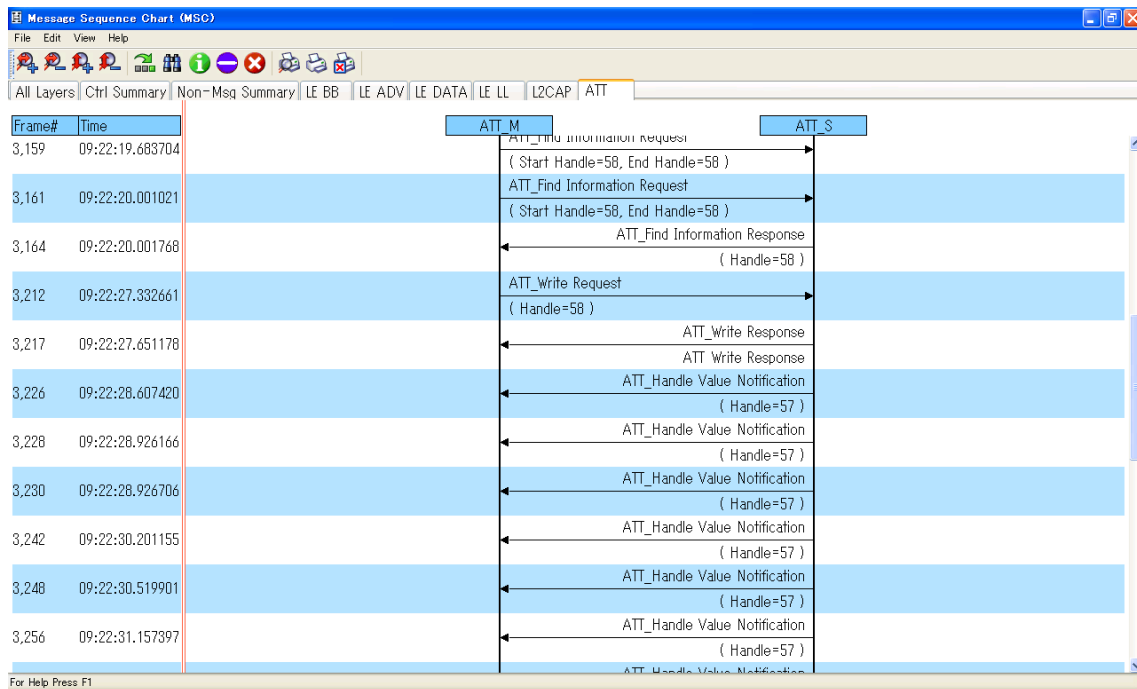 Message Sequence Chart (MSC)
File Edit View Help
All Layers Ctrl Summary Non-Msg Summary LE BB LE ADV LE DATA LE LL L2CAP ATT
Frame# Time ATT_M ATT_S
ATT_Find Information Request
3,159 09:22:19.683704
( Start Handle=58, End Handle=58 )
ATT_Find Information Request
3,161 09:22:20.001021
( Start Handle=58, End Handle=58 )
ATT_Find Information Response
3,164 09:22:20.001768
( Handle=58 )
ATT_Write Request
3,212 09:22:27.332661
( Handle=58 )
ATT_Write Response
3,217 09:22:27.651178
ATT Write Response
ATT_Handle Value Notification
3,226 09:22:28.607420
( Handle=57 )
ATT_Handle Value Notification
3,228 09:22:28.926166
( Handle=57 )
ATT_Handle Value Notification
3,230 09:22:28.926706
( Handle=57 )
ATT_Handle Value Notification
3,242 09:22:30.201155
( Handle=57 )
ATT_Handle Value Notification
3,248 09:22:30.519901
( Handle=57 )
ATT_Handle Value Notification
3,256 09:22:31.157397
( Handle=57 )
ATT_Handle Value Notification
For Help Press F1